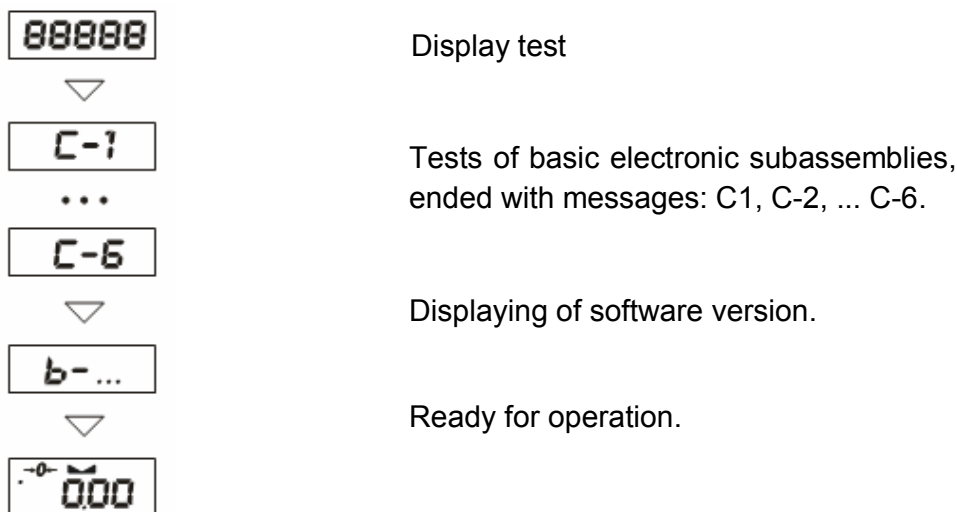 88888
Display test
C-1
Tests of basic electronic subassemblies,
ended with messages: C1, C-2, ... C-6.
...
C-6
Displaying of software version.
b-...
Ready for operation.
→0←
0.00